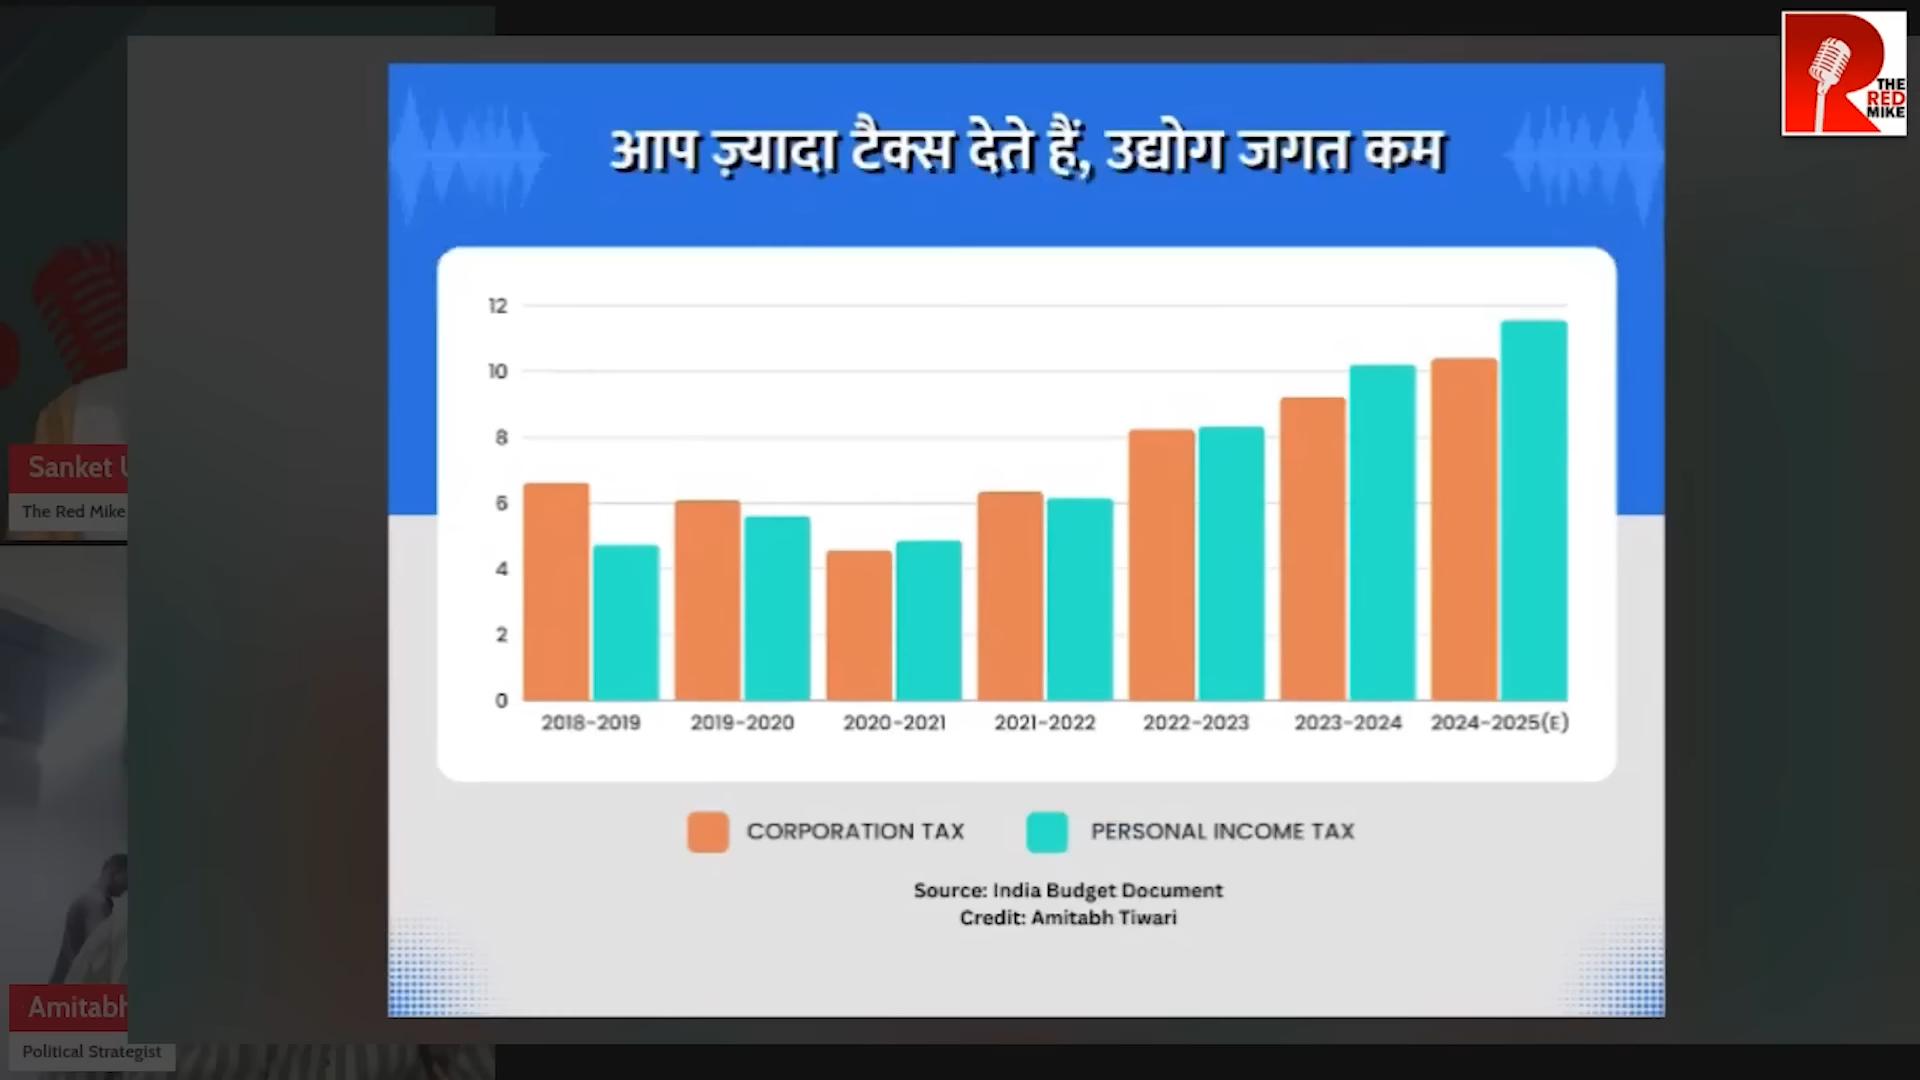 THE
RED
MIKE
आप ज़्यादा टैक्स देते हैं, उद्योग जगत कम
12
10
8
6
4
2
0
2018-2019 2019-2020 2020-2021 2021-2022 2022-2023 2023-2024 2024-2025(E)
CORPORATION TAX PERSONAL INCOME TAX
Source: India Budget Document
Credit: Amitabh Tiwari
Sanket
The Red Mike
Amitabh
Political Strategist